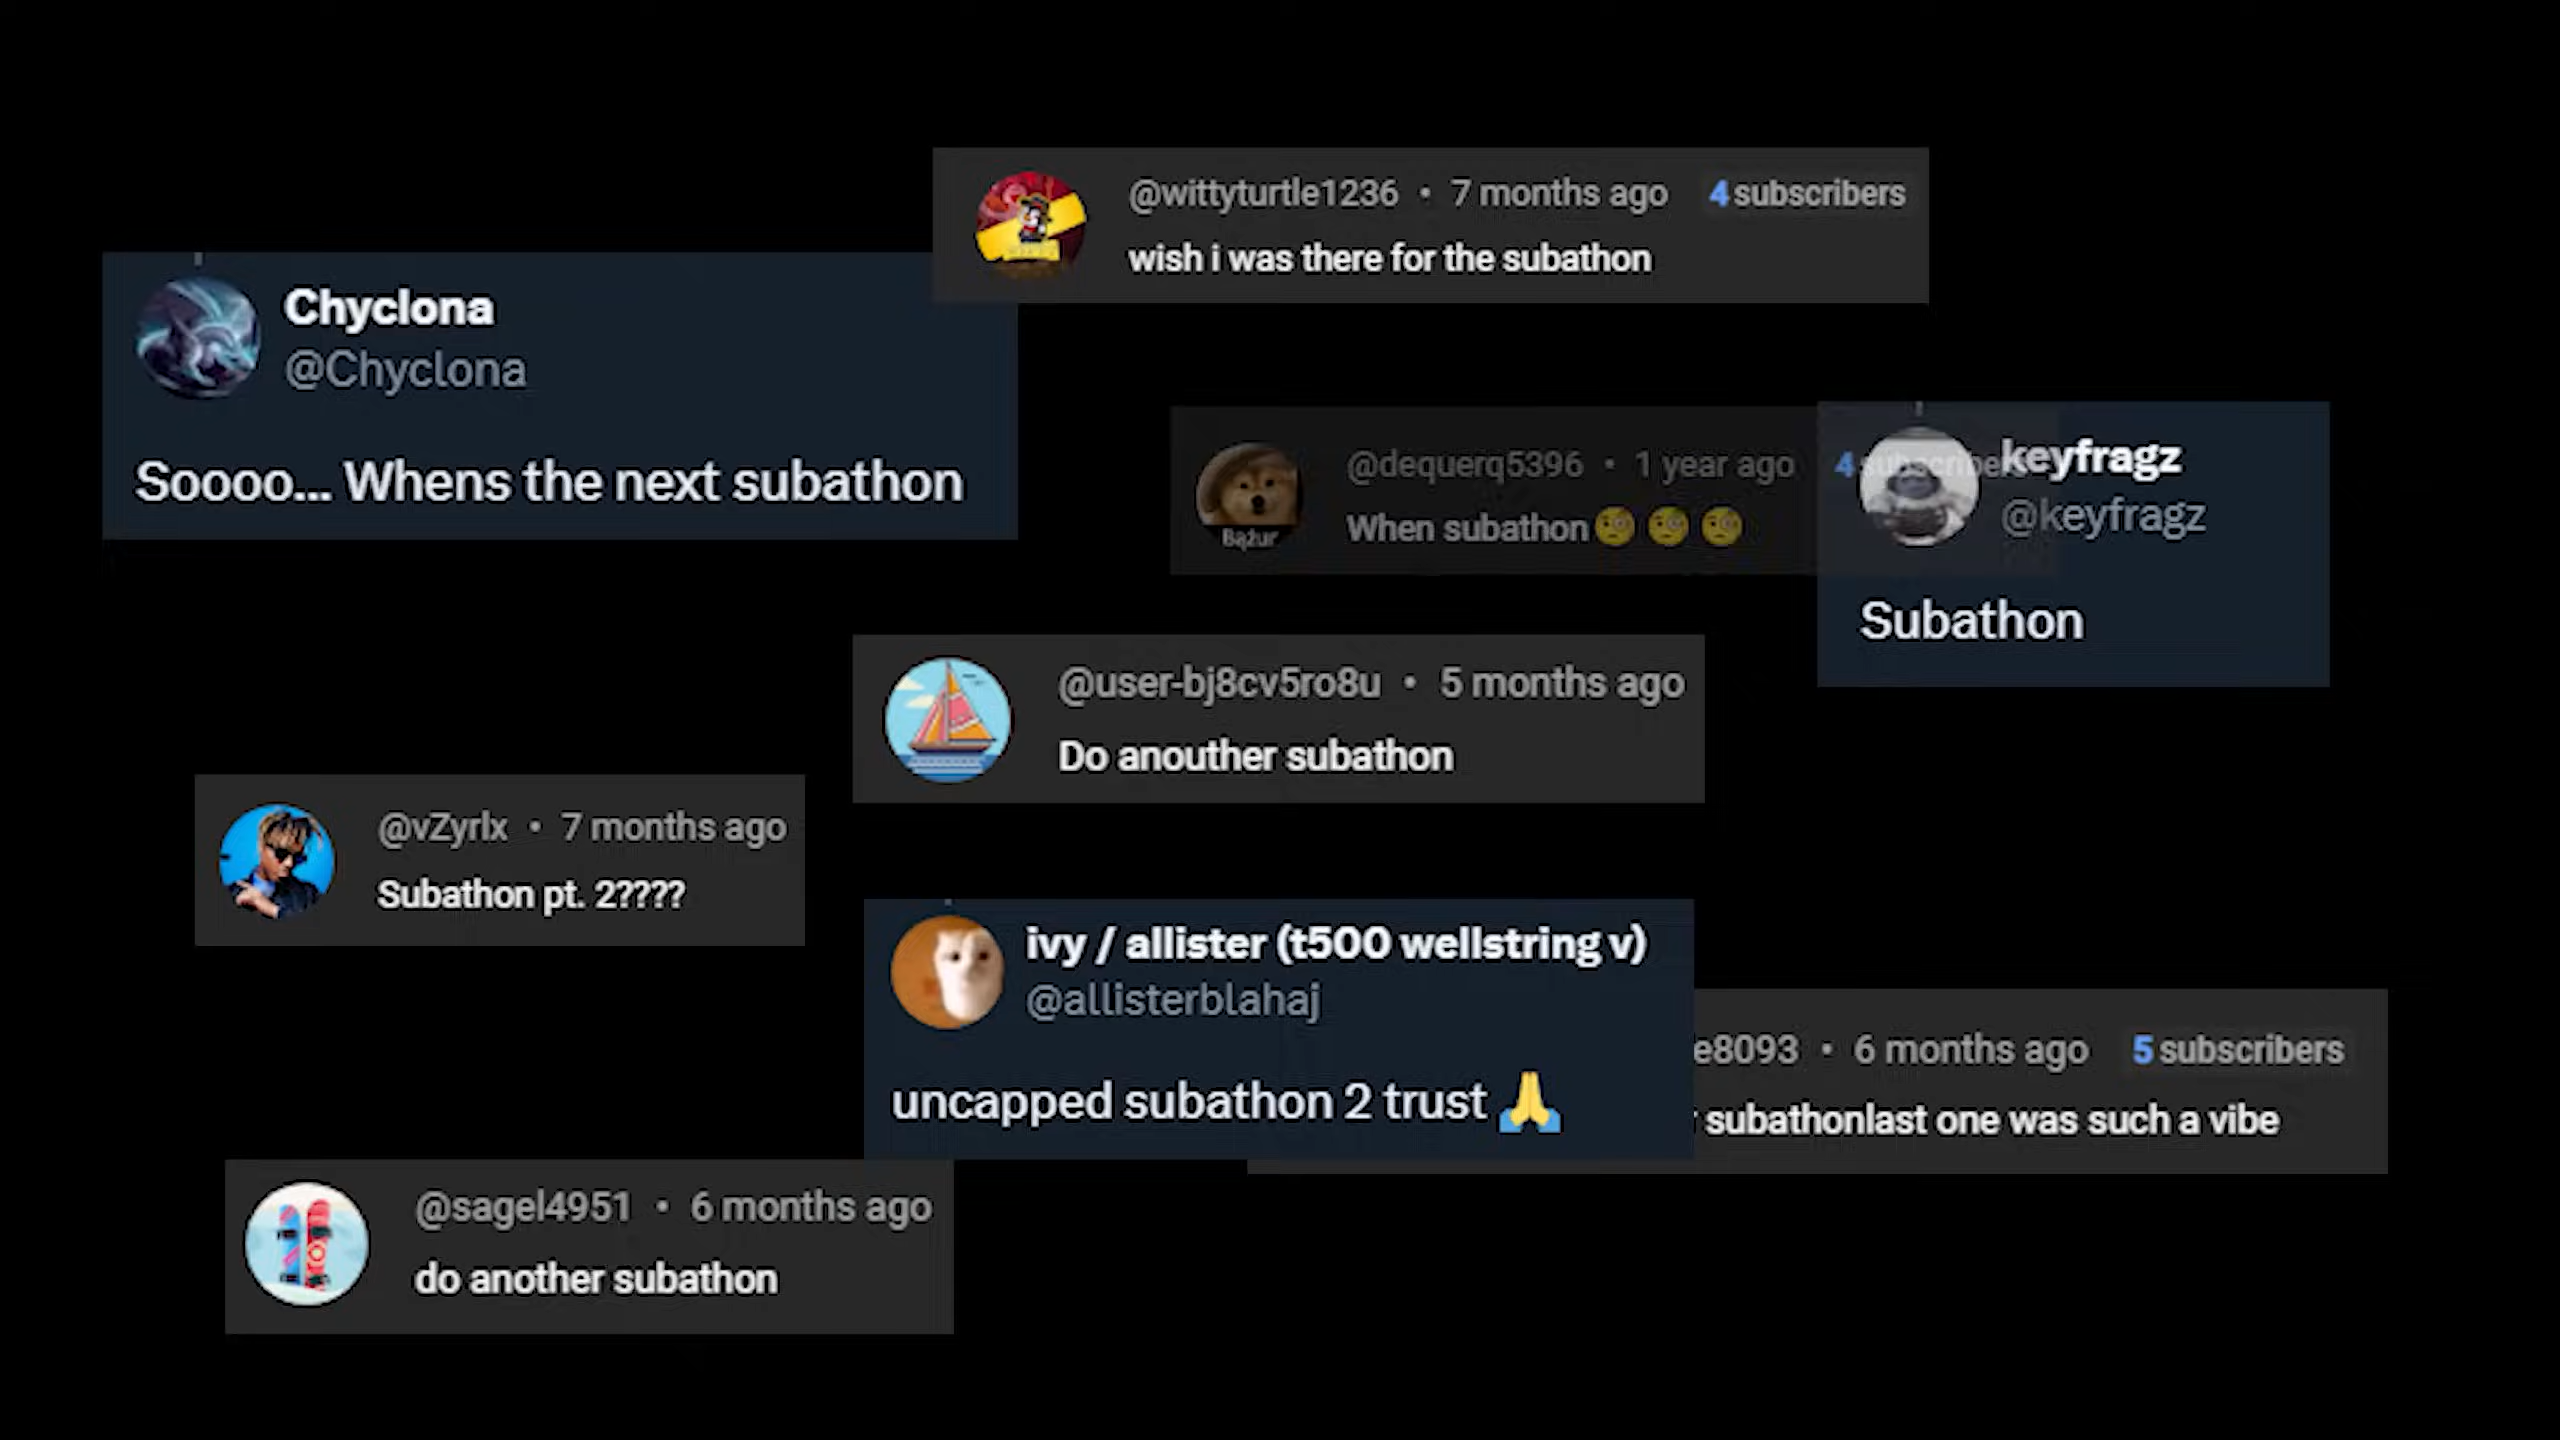 @wittyturtle1236 • 7 months ago 4 subscribers
wish i was there for the subathon
Chyclona
@Chyclona
Soooo... Whens the next subathon
@dequerq5396 • 1 year ago 4 subscribers
When subathon🧐🧐🧐
Bążur
keyfragz
@keyfragz
Subathon
@user-bj8cv5ro8u • 5 months ago
Do anouther subathon
@vZyrlx • 7 months ago
Subathon pt. 2????
ivy / allister (t500 wellstring v)
@allisterblahaj
uncapped subathon 2 trust 🙏
e8093 • 6 months ago 5 subscribers
subathonlast one was such a vibe
@sagel4951 • 6 months ago
do another subathon